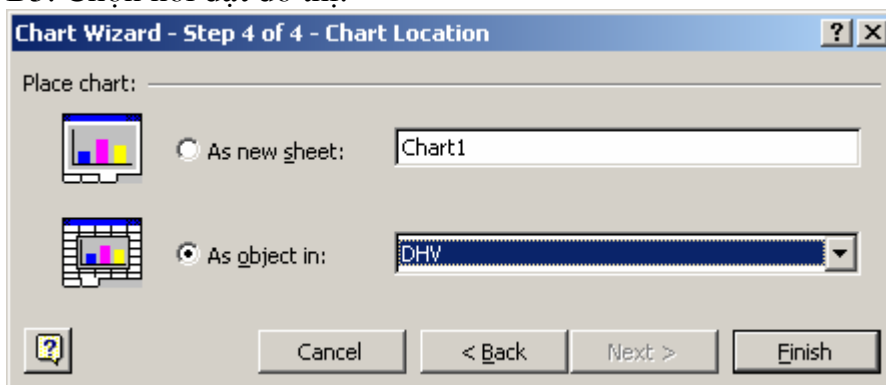 Chart Wizard - Step 4 of 4 - Chart Location
Place chart:
As new sheet: Chart1
As object in: DHV
Cancel < Back Next > Finish